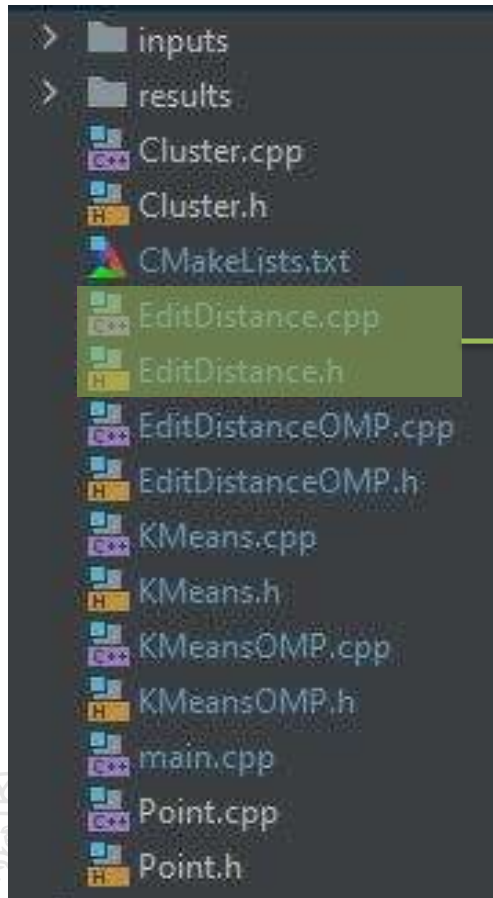 inputs
results
C++ Cluster.cpp
H Cluster.h
CMakeLists.txt
C++ EditDistance.cpp
H EditDistance.h
C++ EditDistanceOMP.cpp
H EditDistanceOMP.h
C++ KMeans.cpp
H KMeans.h
C++ KMeansOMP.cpp
H KMeansOMP.h
C++ main.cpp
C++ Point.cpp
H Point.h